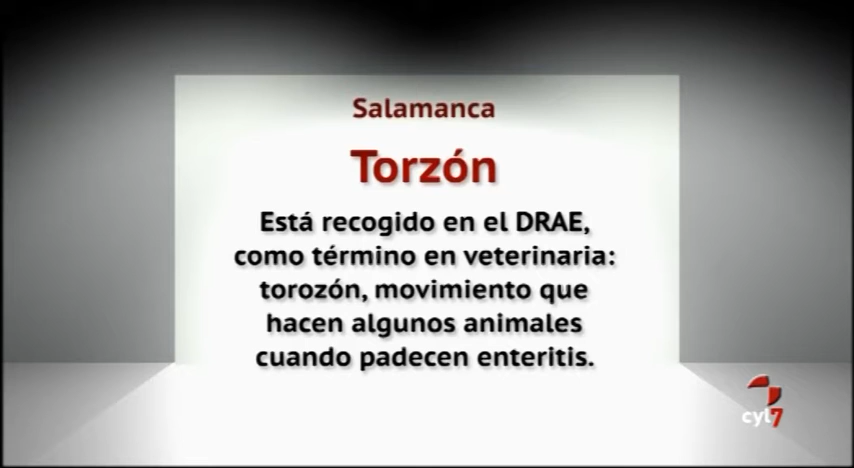 Salamanca
Torzón
Está recogido en el DRAE,
como término en veterinaria:
torozón, movimiento que
hacen algunos animales
cuando padecen enteritis.
cyl7